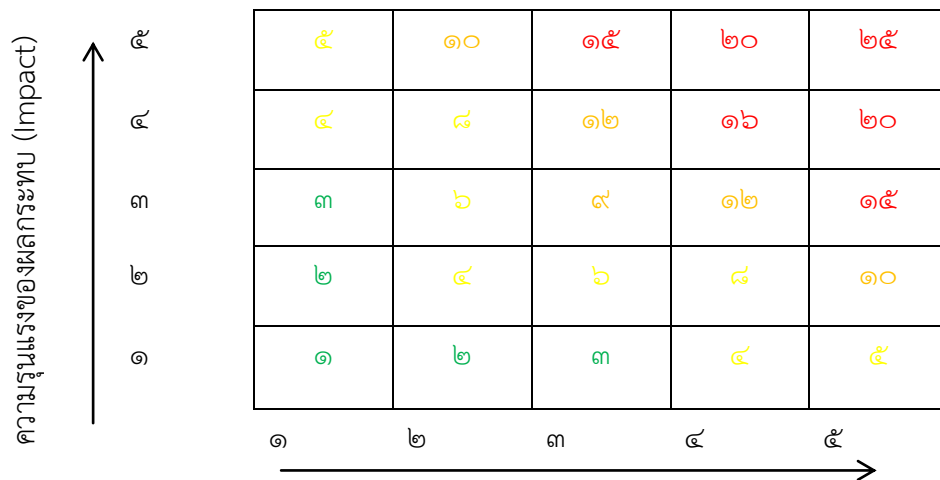 ความรุนแรงของผลกระทบ (Impact)
๕ ๕ ๑๐ ๑๕ ๒๐ ๒๕
๔ ๔ ๘ ๑๒ ๑๖ ๒๐
๓ ๓ ๖ ๙ ๑๒ ๑๕
๒ ๒ ๔ ๖ ๘ ๑๐
๑ ๑ ๒ ๓ ๔ ๕
๑ ๒ ๓ ๔ ๕